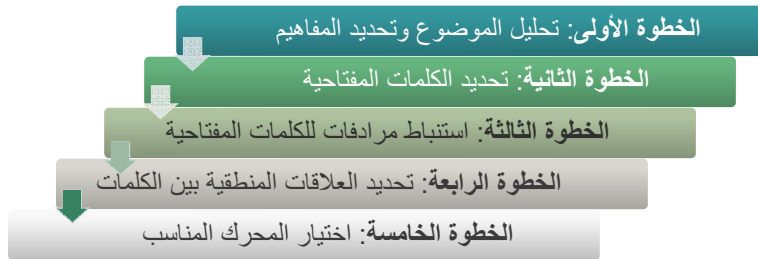 الخطوة الأولى: تحليل الموضوع وتحديد المفاهيم
الخطوة الثانية: تحديد الكلمات المفتاحية
الخطوة الثالثة: استنباط مرادفات للكلمات المفتاحية
الخطوة الرابعة: تحديد العلاقات المنطقية بين الكلمات
الخطوة الخامسة: اختيار المحرك المناسب